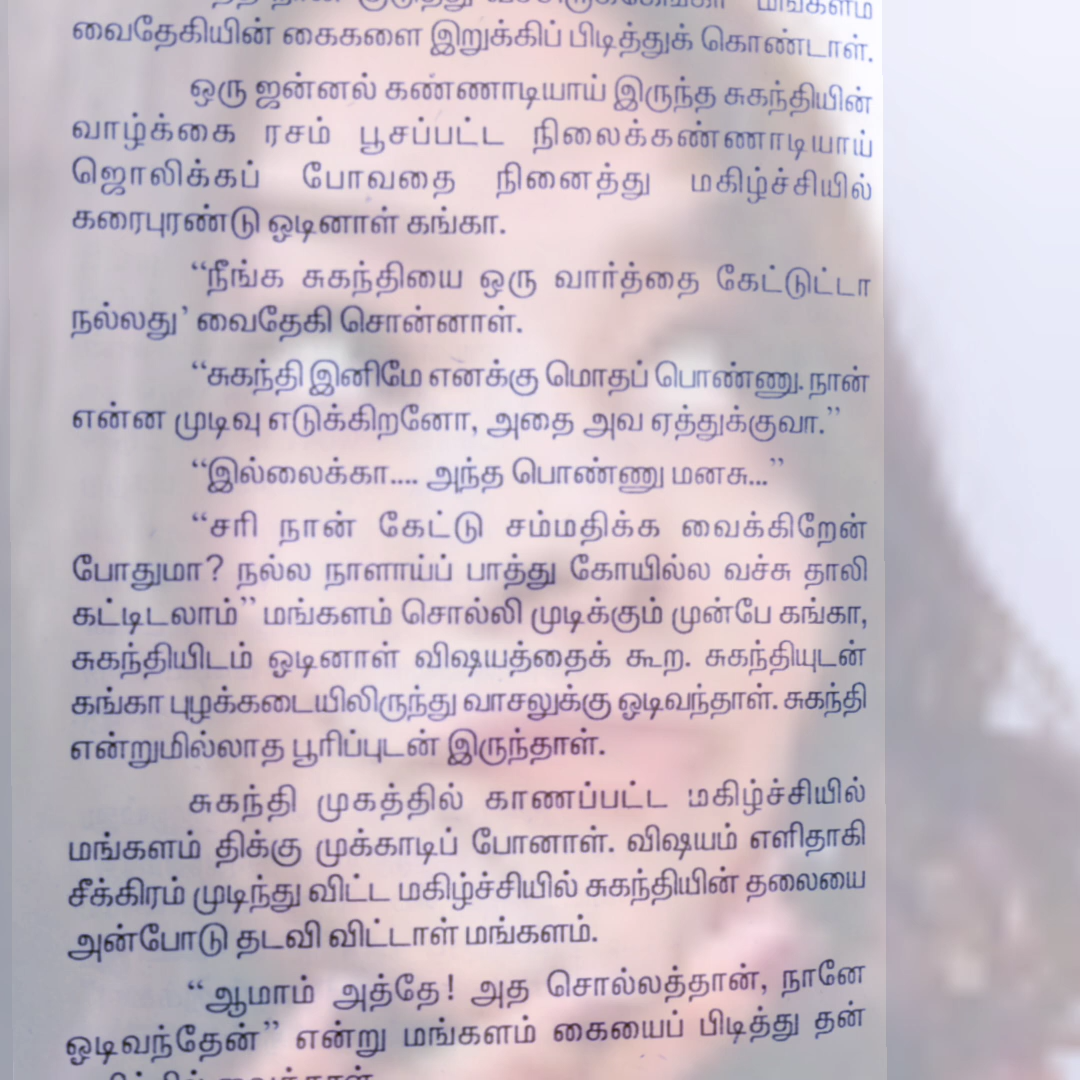 மங்களம்
வைதேகியின் கைகளை இறுக்கிப் பிடித்துக் கொண்டாள்.
ஒரு ஜன்னல் கண்ணாடியாய் இருந்த சுகந்தியின்
வாழ்க்கை ரசம் பூசப்பட்ட நிலைக்கண்ணாடியாய்
ஜொலிக்கப் போவதை நினைத்து மகிழ்ச்சியில்
கரைபுரண்டு ஓடினாள் கங்கா.
“நீங்க சுகந்தியை ஒரு வார்த்தை கேட்டுட்டா
நல்லது’ வைதேகி சொன்னாள்.
“சுகந்தி இனிமே எனக்கு மொதப் பொண்ணு. நான்
என்ன முடிவு எடுக்கிறனோ, அதை அவ ஏத்துக்குவா.”
“இல்லைக்கா.... அந்த பொண்ணு மனசு...”
“சரி நான் கேட்டு சம்மதிக்க வைக்கிறேன்
போதுமா? நல்ல நாளாய்ப் பாத்து கோயில்ல வச்சு தாலி
கட்டிடலாம்” மங்களம் சொல்லி முடிக்கும் முன்பே கங்கா,
சுகந்தியிடம் ஓடினாள் விஷயத்தைக் கூற. சுகந்தியுடன்
கங்கா புழக்கடையிலிருந்து வாசலுக்கு ஓடிவந்தாள். சுகந்தி
என்றுமில்லாத பூரிப்புடன் இருந்தாள்.
சுகந்தி முகத்தில் காணப்பட்ட மகிழ்ச்சியில்
மங்களம் திக்கு முக்காடிப் போனாள். விஷயம் எளிதாகி
சீக்கிரம் முடிந்து விட்ட மகிழ்ச்சியில் சுகந்தியின் தலையை
அன்போடு தடவி விட்டாள் மங்களம்.
“ஆமாம் அத்தே! அத சொல்லத்தான், நானே
ஓடிவந்தேன்” என்று மங்களம் கையைப் பிடித்து தன்